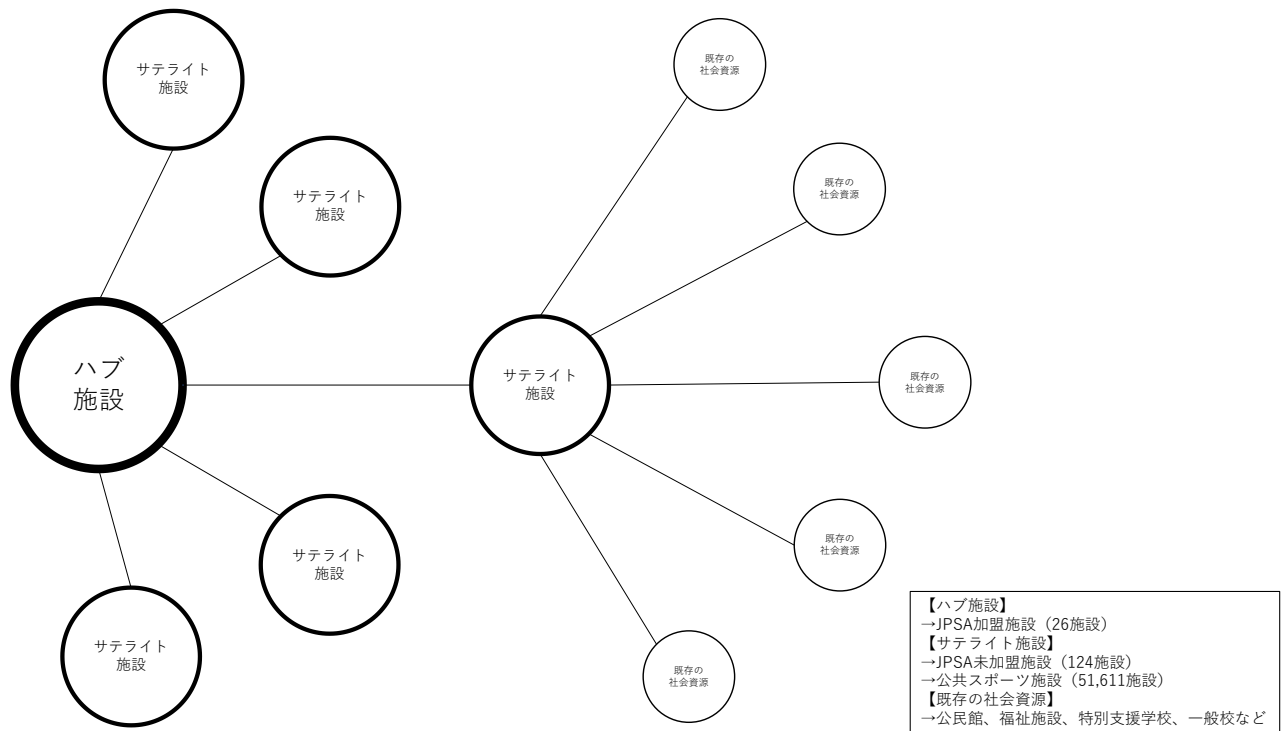 サテライト
施設
サテライト
施設
ハブ
施設
サテライト
施設
サテライト
施設
サテライト
施設
既存の
社会資源
既存の
社会資源
既存の
社会資源
既存の
社会資源
既存の
社会資源
【ハブ施設】
→JPSA加盟施設（26施設）
【サテライト施設】
→JPSA未加盟施設（124施設）
→公共スポーツ施設（51,611施設）
【既存の社会資源】
→公民館、福祉施設、特別支援学校、一般校など